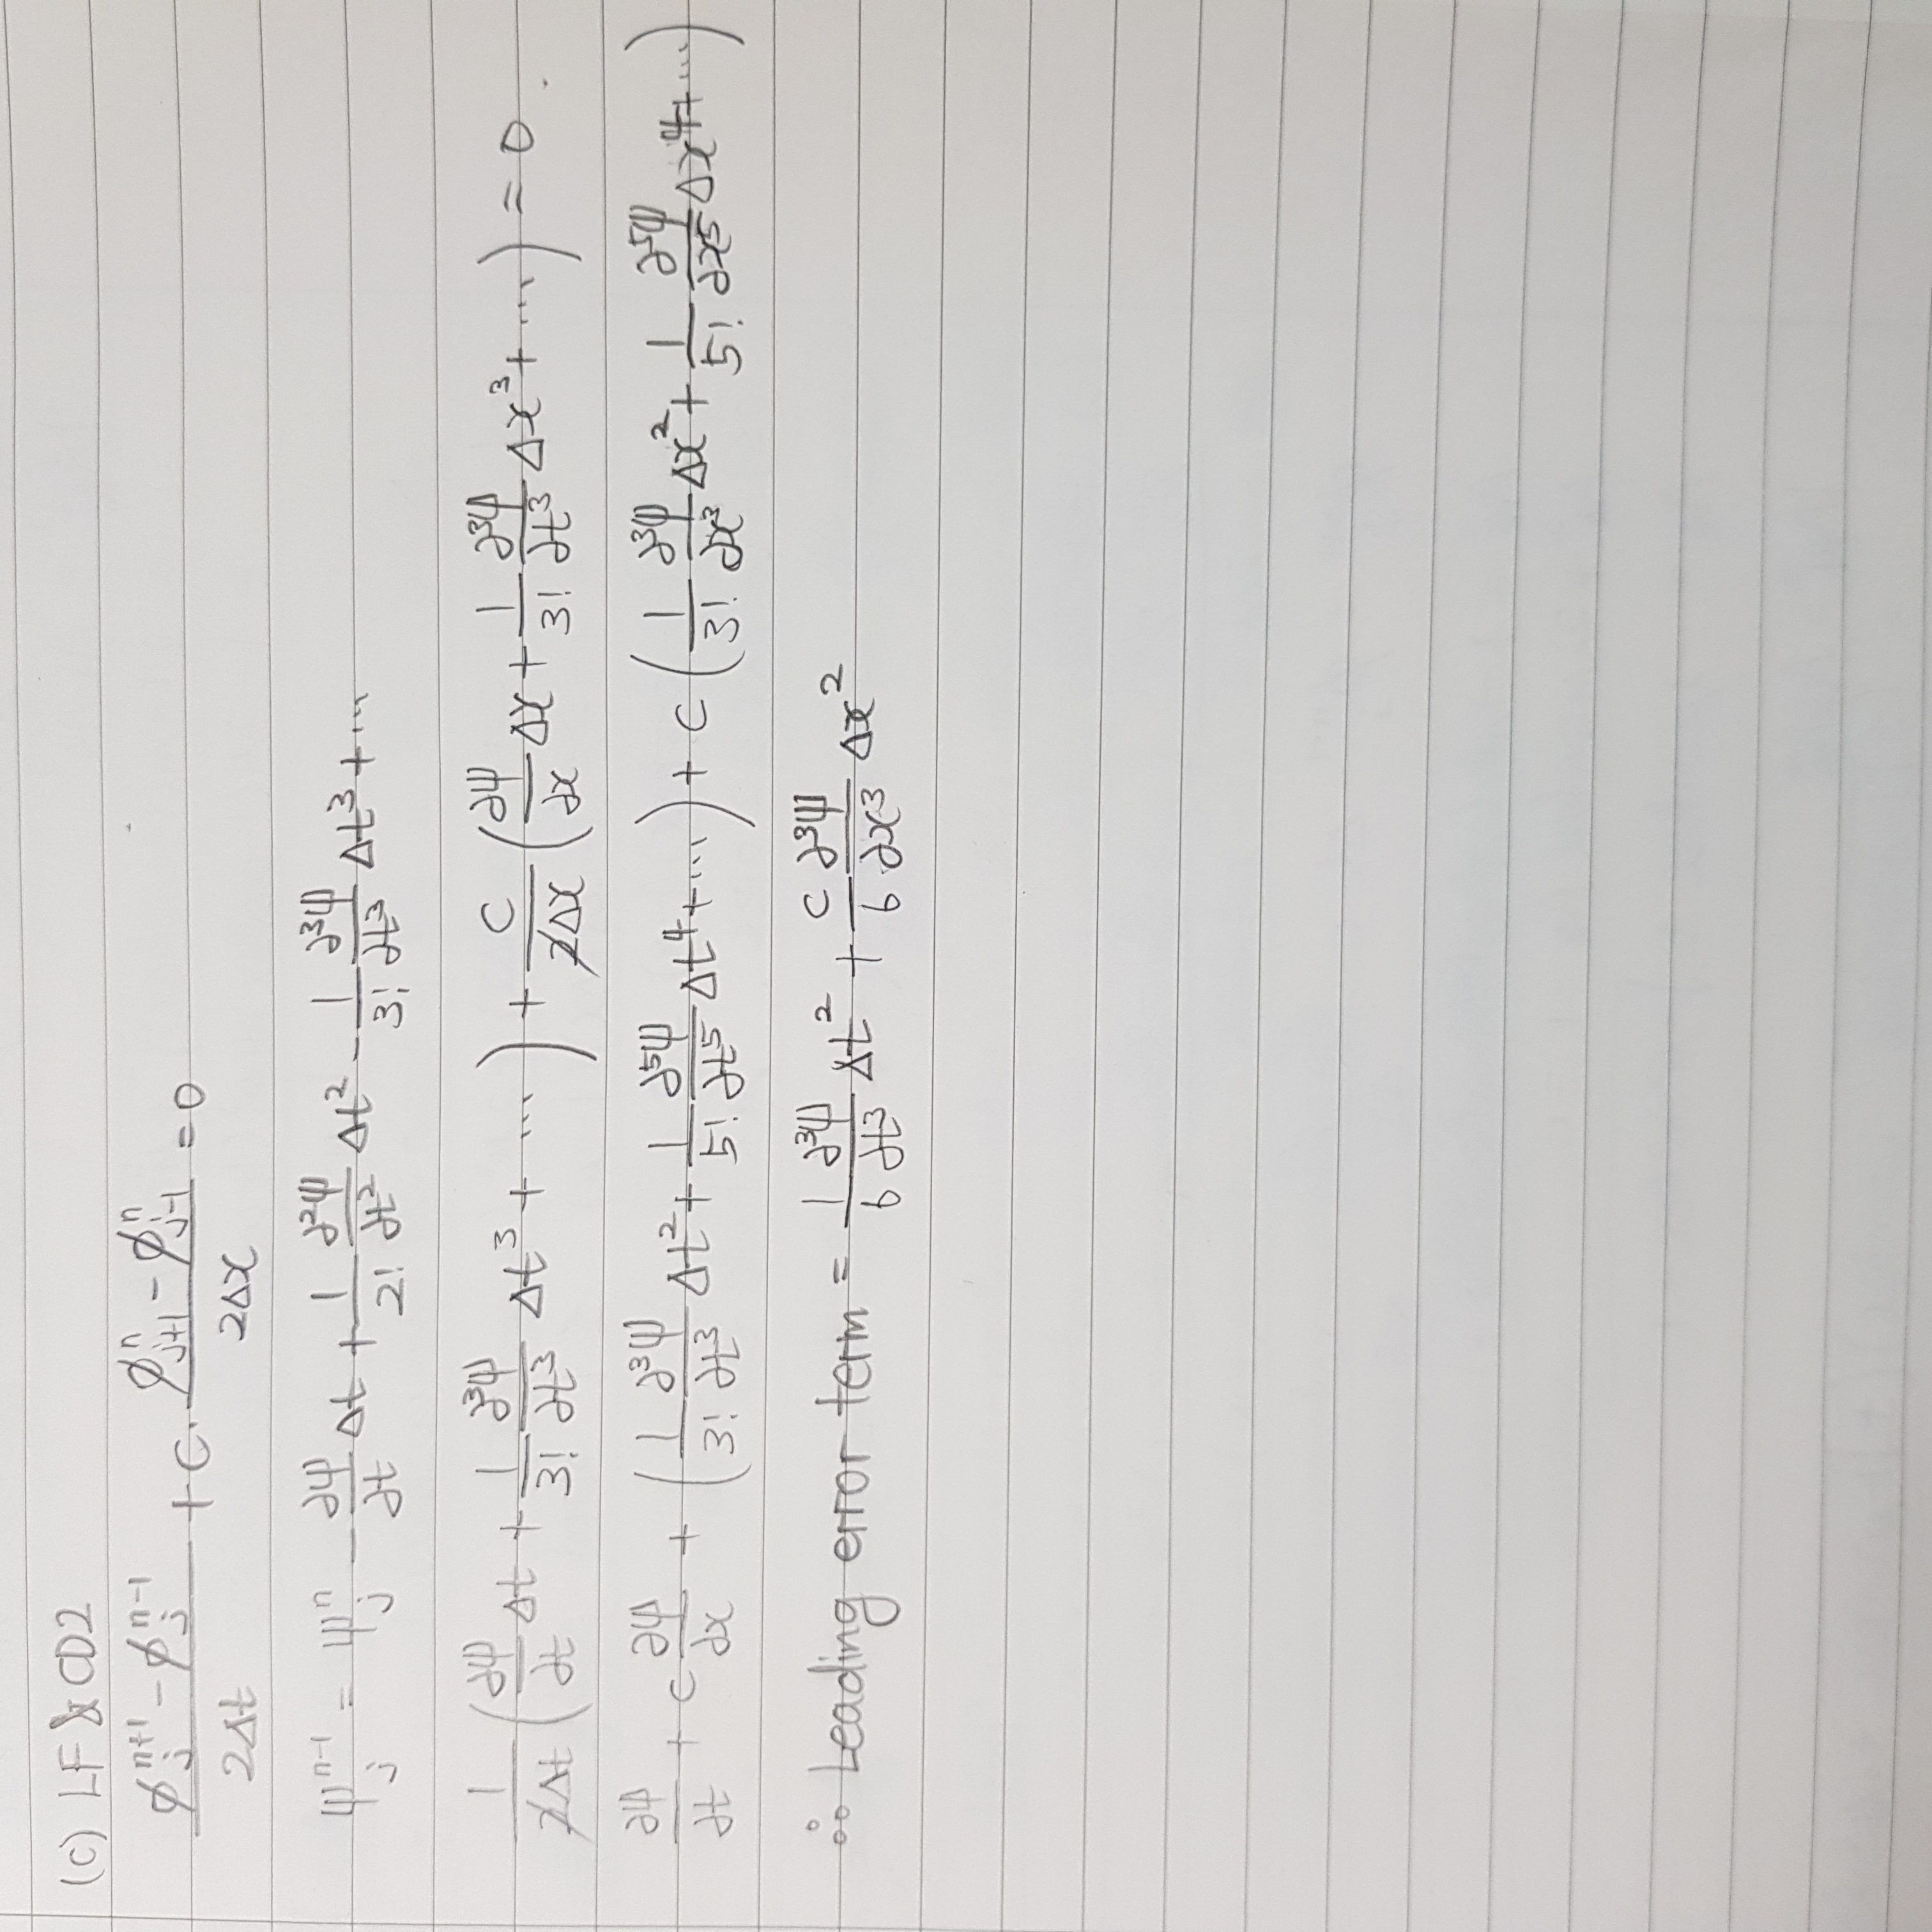 (c) LF & CD2
$\frac{\phi_j^{n+1} - \phi_j^{n-1}}{2\Delta t} + c \cdot \frac{\phi_{j+1}^n - \phi_{j-1}^n}{2\Delta x} = 0$
$\psi_j^{n-1} = \psi_j^n - \frac{\partial \psi}{\partial t} \Delta t + \frac{1}{2!} \frac{\partial^2 \psi}{\partial t^2} \Delta t^2 - \frac{1}{3!} \frac{\partial^3 \psi}{\partial t^3} \Delta t^3 + \cdots$
$\frac{1}{\cancel{2}\Delta t} \left( \frac{\partial \psi}{\partial t} \Delta t + \frac{1}{3!} \frac{\partial^3 \psi}{\partial t^3} \Delta t^3 + \cdots \right) + \frac{c}{\cancel{2}\Delta x} \left( \frac{\partial \psi}{\partial x} \Delta x + \frac{1}{3!} \frac{\partial^3 \psi}{\partial t^3} \Delta x^3 + \cdots \right) = 0.$
$\frac{\partial \psi}{\partial t} + c \frac{\partial \psi}{\partial x} + \left( \frac{1}{3!} \frac{\partial^3 \psi}{\partial t^3} \Delta t^2 + \frac{1}{5!} \frac{\partial^5 \psi}{\partial t^5} \Delta t^4 + \cdots \right) + c \left( \frac{1}{3!} \frac{\partial^3 \psi}{\partial x^3} \Delta x^2 + \frac{1}{5!} \frac{\partial^5 \psi}{\partial x^5} \Delta x^4 + \cdots \right)$
∴ Leading error term = $\frac{1}{6} \frac{\partial^3 \psi}{\partial t^3} \Delta t^2 + \frac{c}{6} \frac{\partial^3 \psi}{\partial x^3} \Delta x^2$